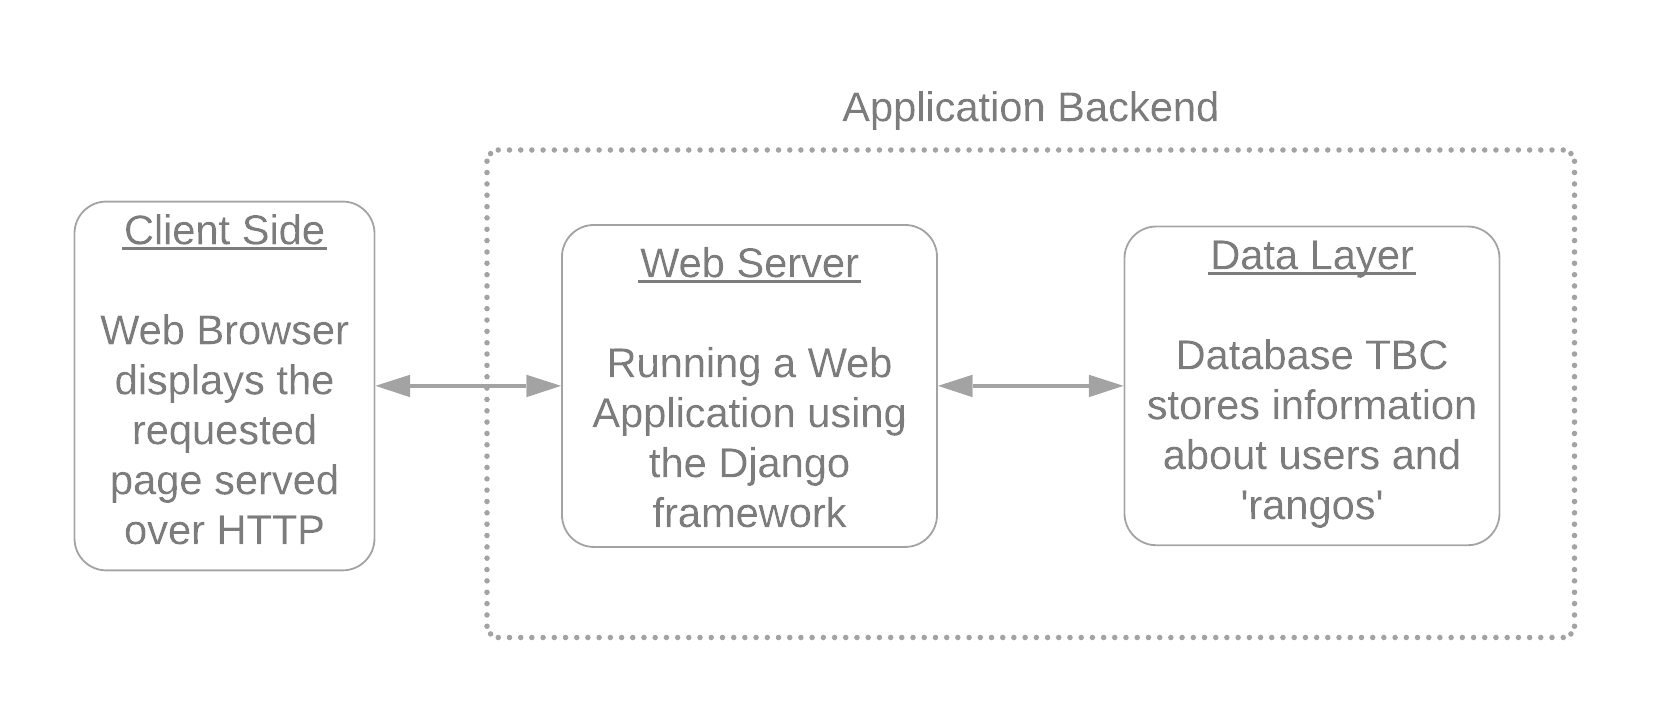 Application Backend
Client Side
Web Browser
displays the
requested
page served
over HTTP
Web Server
Running a Web
Application using
the Django
framework
Data Layer
Database TBC
stores information
about users and
'rangos'